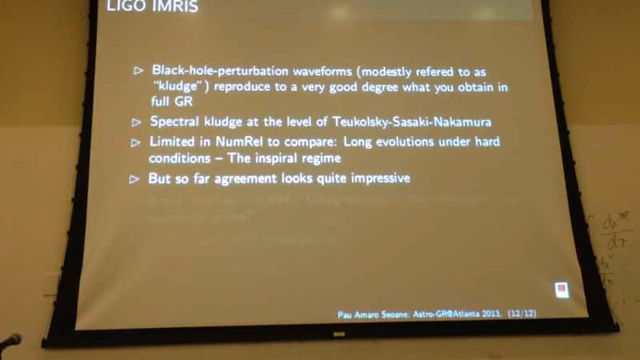 LIGO IMRIS
▷ Black-hole-perturbation waveforms (modestly refered to as
"kludge") reproduce to a very good degree what you obtain in
full GR
▷ Spectral kludge at the level of Teukolsky-Sasaki-Nakamura
▷ Limited in NumRel to compare: Long evolutions under hard
conditions – The inspiral regime
▷ But so far agreement looks quite impressive
Pau Amaro Seoane: Astro-GR@Atlanta 2013, (12/12)